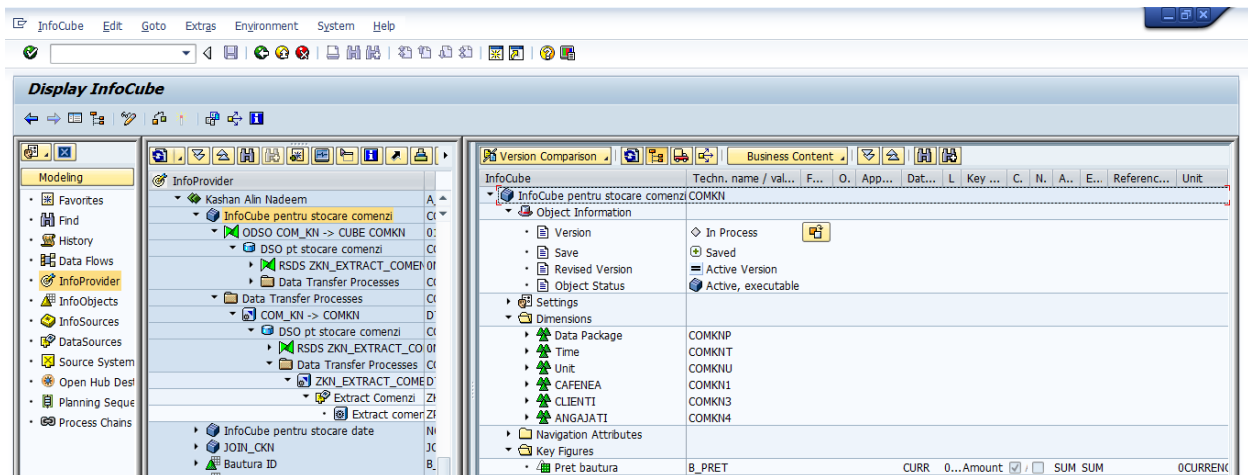 InfoCube Edit Goto Extras Environment System Help
Display InfoCube
Modeling
Favorites
Find
History
Data Flows
InfoProvider
InfoObjects
InfoSources
DataSources
Source System
Open Hub Dest
Planning Seque
Process Chains
InfoProvider
Kashan Alin Nadeem
InfoCube pentru stocare comenzi
ODSO COM_KN -> CUBE COMKN
DSO pt stocare comenzi
RSDS ZKN_EXTRACT_COMEN
Data Transfer Processes
Data Transfer Processes
COM_KN -> COMKN
DSO pt stocare comenzi
RSDS ZKN_EXTRACT_CO
Data Transfer Processes
ZKN_EXTRACT_COME
Extract Comenzi
Extract comen
InfoCube pentru stocare date
JOIN_CKN
Bautura ID B_
Version Comparison Business Content
InfoCube Techn. name / val... F... O. App... Dat... L Key ... C. N. A... E... Referenc... Unit
InfoCube pentru stocare comenzi COMKN
Object Information
Version In Process
Save Saved
Revised Version Active Version
Object Status Active, executable
Settings
Dimensions
Data Package COMKNP
Time COMKNT
Unit COMKNU
CAFENEA COMKN1
CLIENTI COMKN3
ANGAJATI COMKN4
Navigation Attributes
Key Figures
Pret bautura B_PRET CURR 0...Amount / SUM SUM 0CURRENC